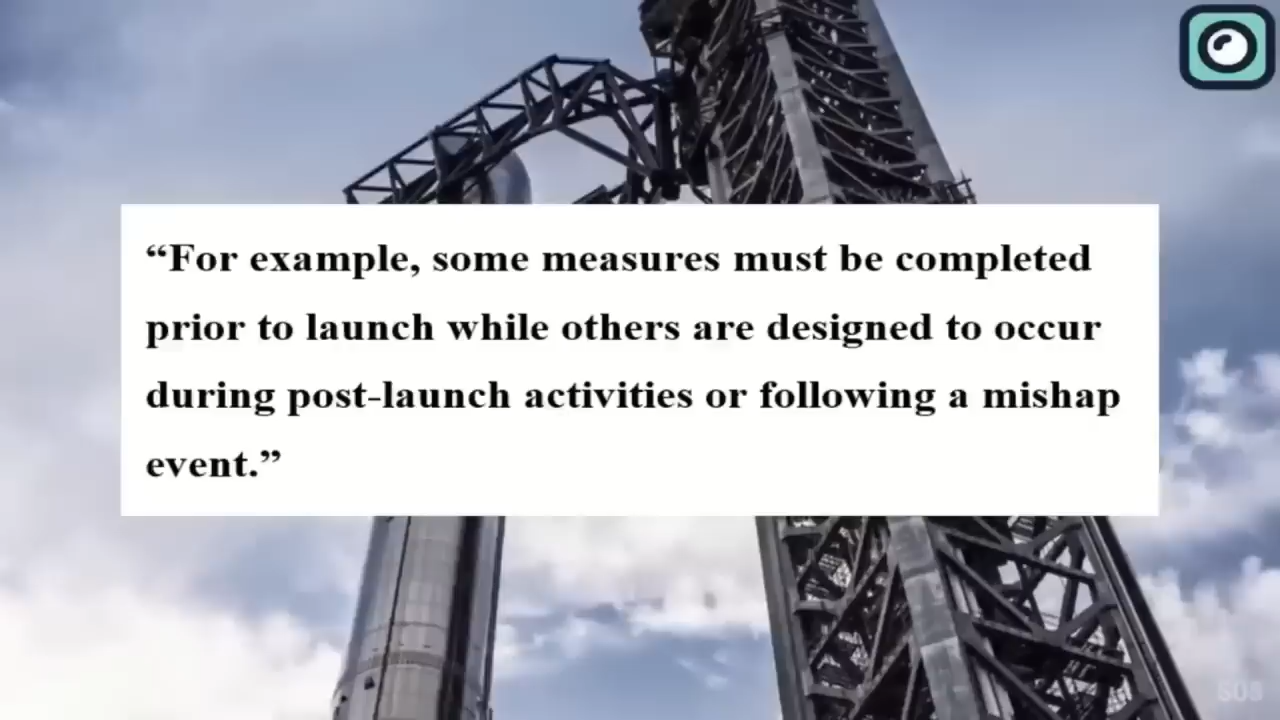 “For example, some measures must be completed
prior to launch while others are designed to occur
during post-launch activities or following a mishap
event.”
SOS